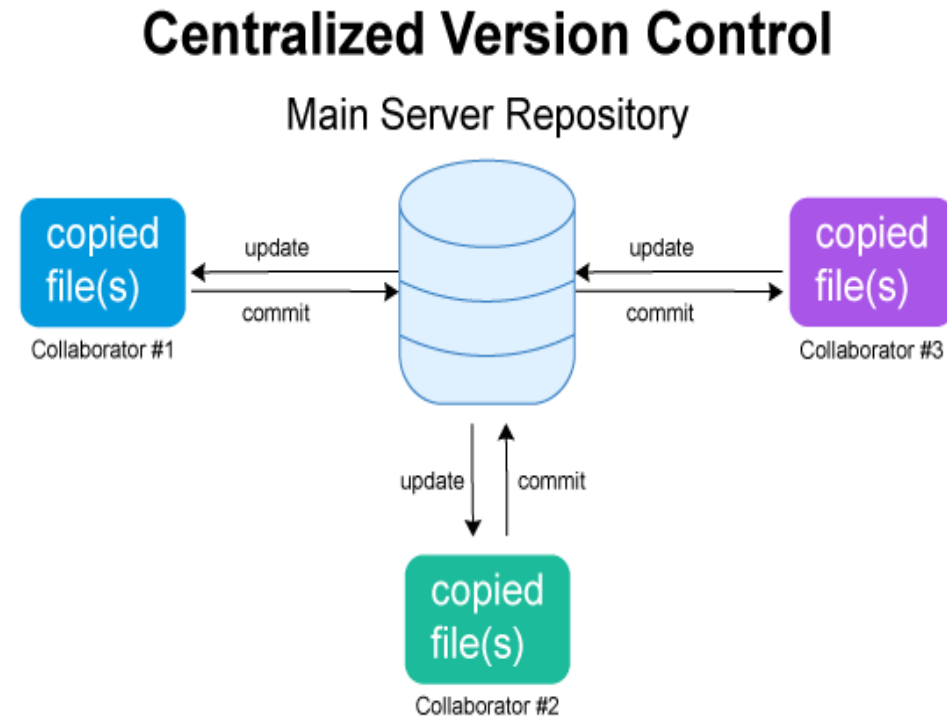 Centralized Version Control
Main Server Repository
copied
file(s)
Collaborator #1
update
commit
update
commit
copied
file(s)
Collaborator #3
update
commit
copied
file(s)
Collaborator #2